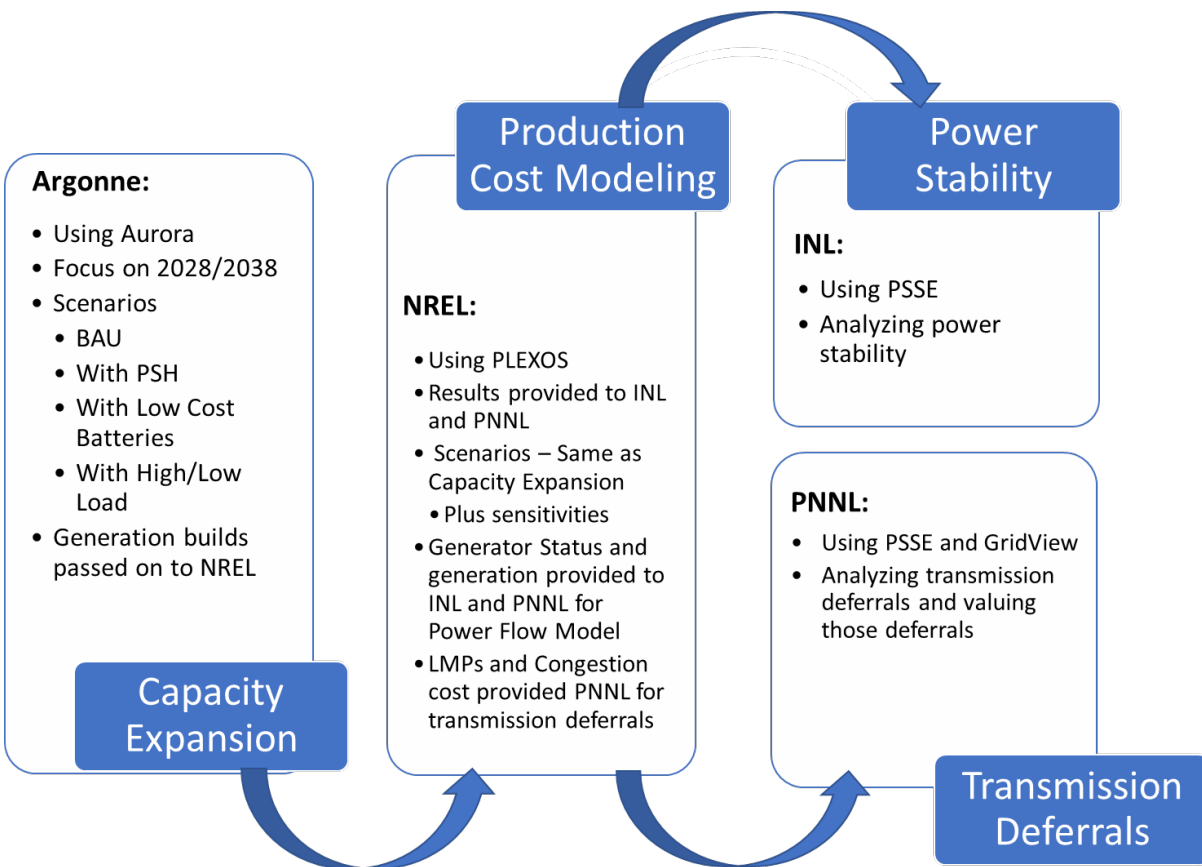 Argonne:
• Using Aurora
• Focus on 2028/2038
• Scenarios
• BAU
• With PSH
• With Low Cost
Batteries
• With High/Low
Load
• Generation builds
passed on to NREL
Capacity
Expansion
Production
Cost Modeling
NREL:
• Using PLEXOS
• Results provided to INL
and PNNL
• Scenarios – Same as
Capacity Expansion
• Plus sensitivities
• Generator Status and
generation provided to
INL and PNNL for
Power Flow Model
• LMPs and Congestion
cost provided PNNL for
transmission deferrals
Power
Stability
INL:
• Using PSSE
• Analyzing power
stability
PNNL:
• Using PSSE and GridView
• Analyzing transmission
deferrals and valuing
those deferrals
Transmission
Deferrals